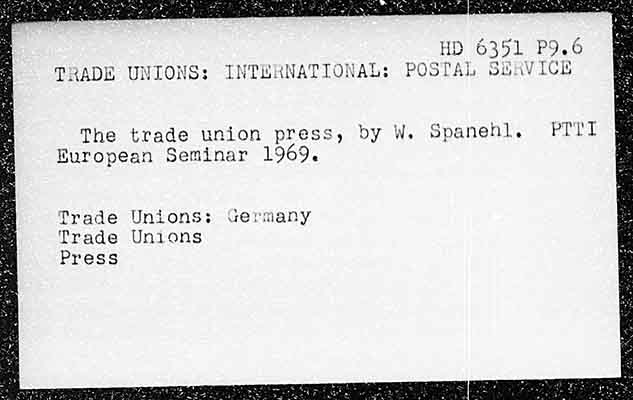 HD 6351 P9.6
TRADE UNIONS: INTERNATIONAL: POSTAL SERVICE
The trade union press, by W. Spanehl. PTTI
European Seminar 1969.
Trade Unions: Germany
Trade Unions
Press